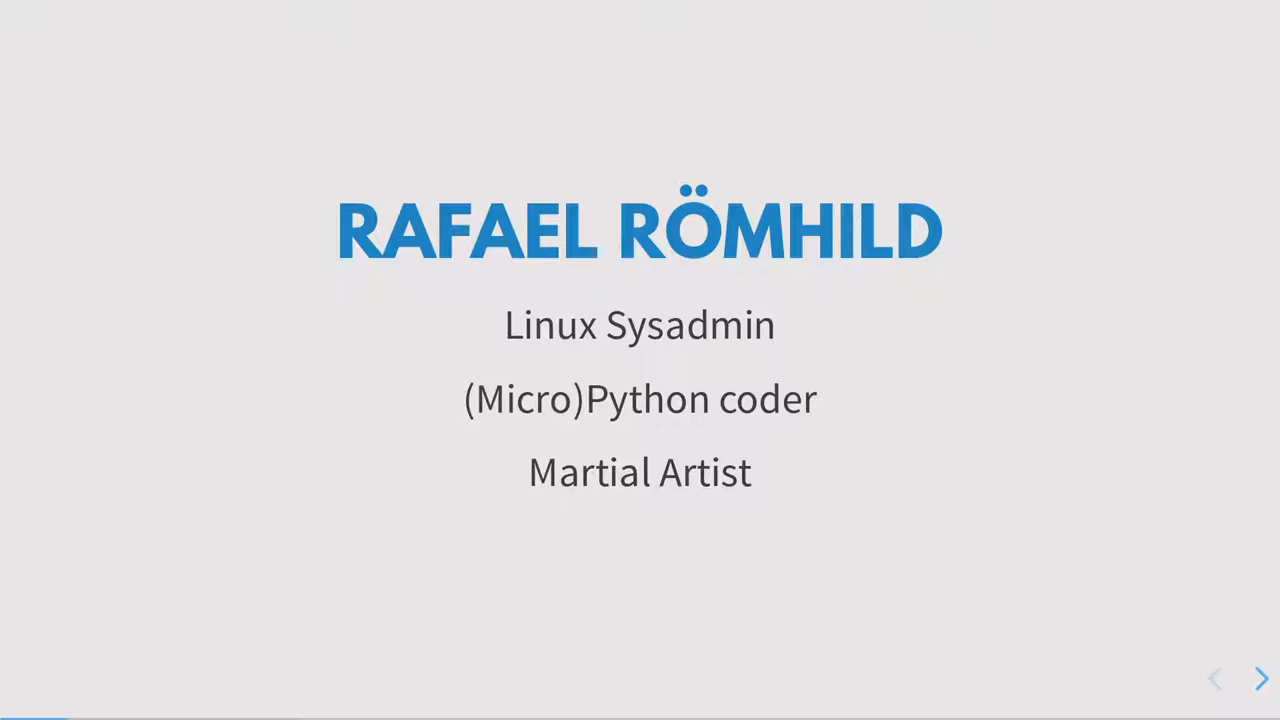 RAFAEL RÖMHILD
Linux Sysadmin
(Micro)Python coder
Martial Artist